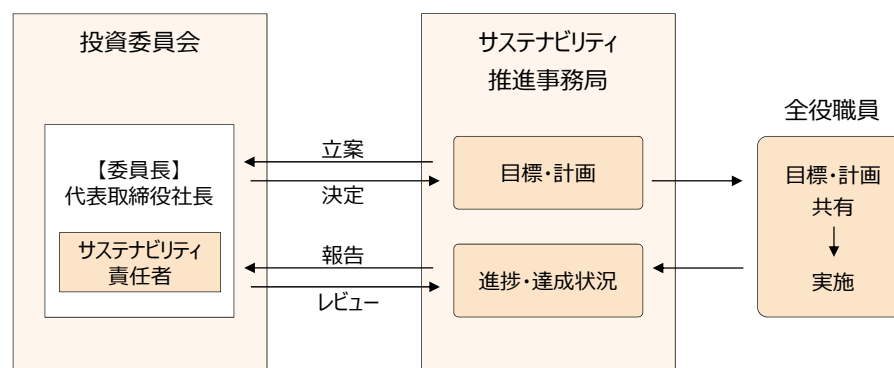 投資委員会
【委員長】
代表取締役社長
サステナビリティ
責任者
立案
決定
報告
レビュー
サステナビリティ
推進事務局
目標・計画
進捗・達成状況
全役職員
目標・計画
共有
実施